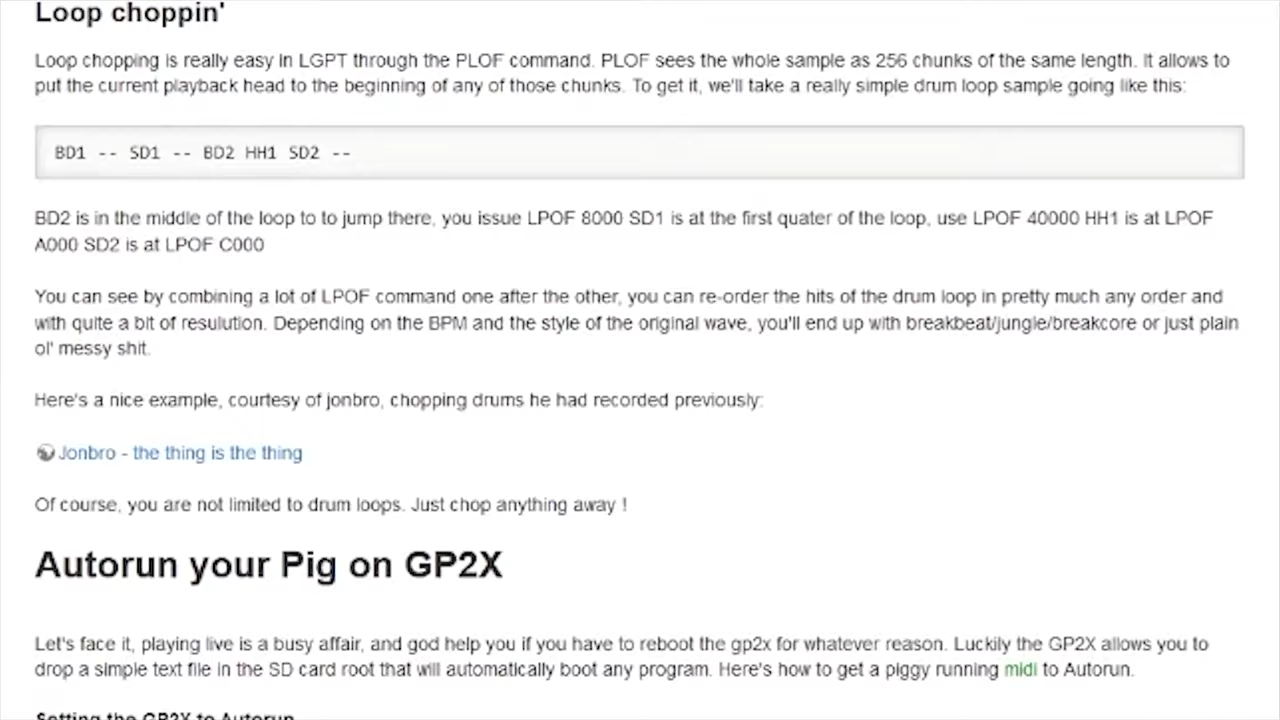 Loop choppin'
Loop chopping is really easy in LGPT through the PLOF command. PLOF sees the whole sample as 256 chunks of the same length. It allows to
put the current playback head to the beginning of any of those chunks. To get it, we'll take a really simple drum loop sample going like this:
BD1 -- SD1 -- BD2 HH1 SD2 --
BD2 is in the middle of the loop to to jump there, you issue LPOF 8000 SD1 is at the first quater of the loop, use LPOF 40000 HH1 is at LPOF
A000 SD2 is at LPOF C000
You can see by combining a lot of LPOF command one after the other, you can re-order the hits of the drum loop in pretty much any order and
with quite a bit of resulution. Depending on the BPM and the style of the original wave, you'll end up with breakbeat/jungle/breakcore or just plain
ol' messy shit.
Here's a nice example, courtesy of jonbro, chopping drums he had recorded previously:
Jonbro - the thing is the thing
Of course, you are not limited to drum loops. Just chop anything away !
Autorun your Pig on GP2X
Let's face it, playing live is a busy affair, and god help you if you have to reboot the gp2x for whatever reason. Luckily the GP2X allows you to
drop a simple text file in the SD card root that will automatically boot any program. Here's how to get a piggy running midi to Autorun.
Setting the GP2X to Autorun